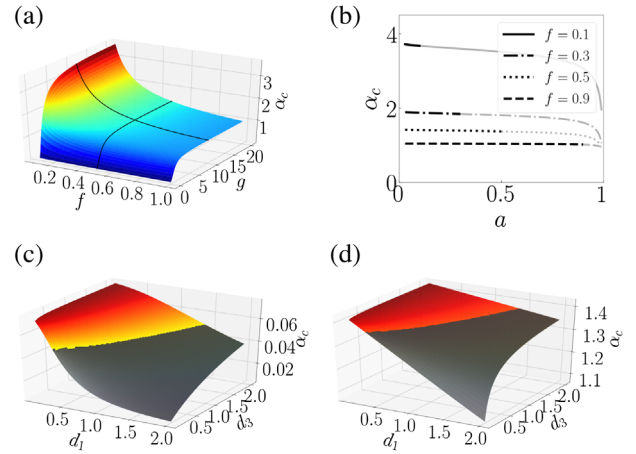 (a)
3
2
1
α_c
0.2 0.4 0.6 0.8 1.0
f
0 5 10 15 20
g
(b)
4
2
0
α_c
f = 0.1
f = 0.3
f = 0.5
f = 0.9
0 0.5 1
a
(c)
0.06
0.04
0.02
α_c
0.5 1.0 1.5 2.0
d_1
0.5 1.0 1.5 2.0
d_3
(d)
1.4
1.3
1.2
1.1
α_c
0.5 1.0 1.5 2.0
d_1
0.5 1.0 1.5 2.0
d_3